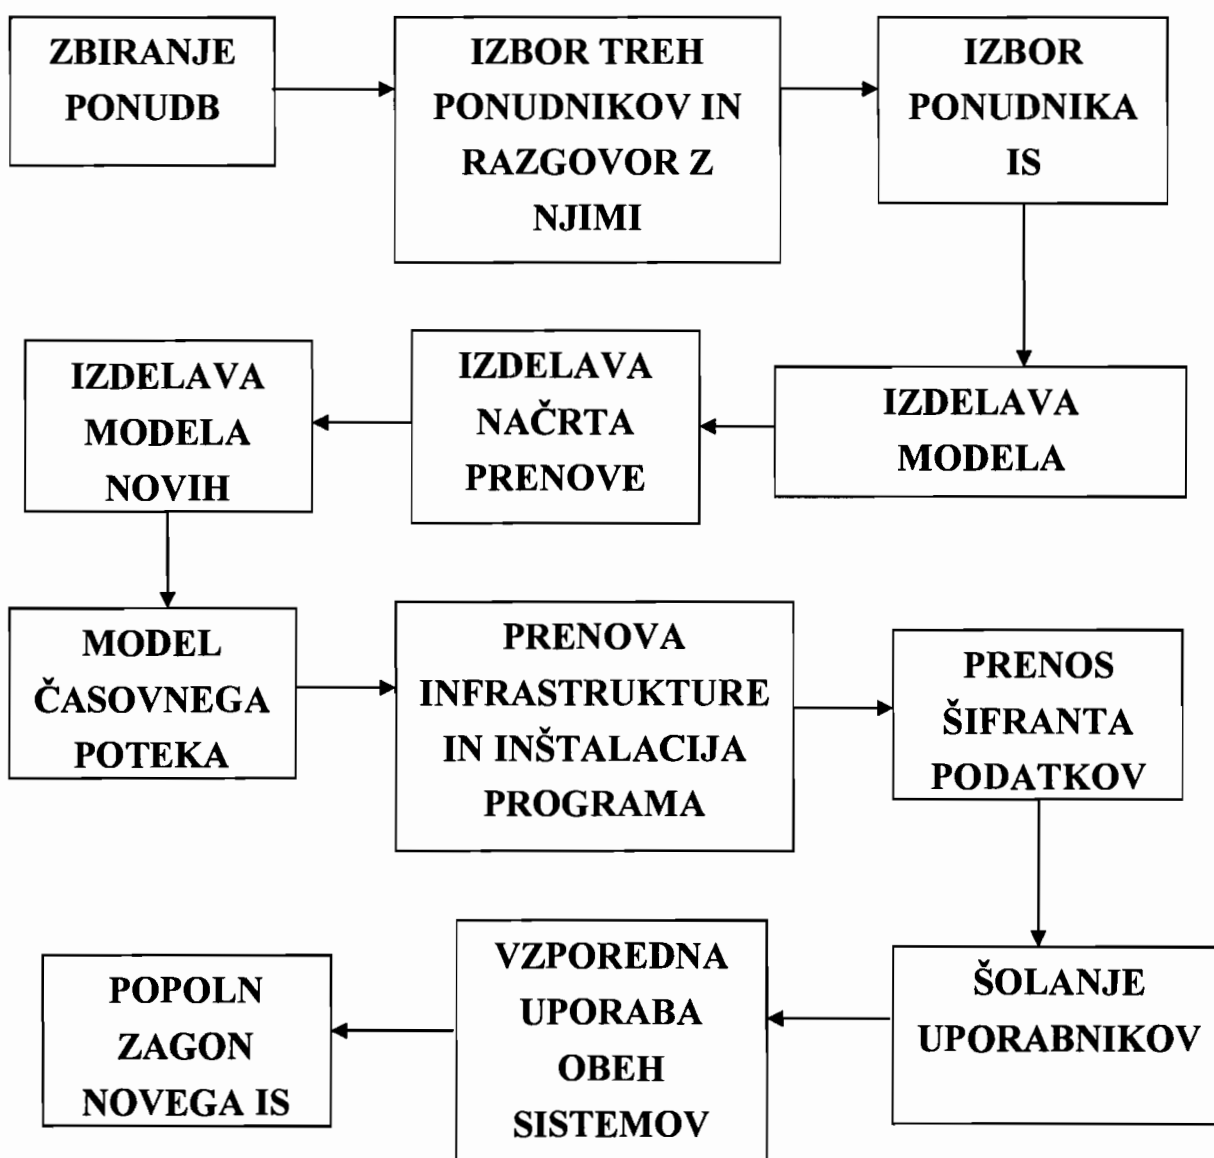 ZBIRANJE
PONUDB
IZBOR TREH
PONUDNIKOV IN
RAZGOVOR Z
NJIMI
IZBOR
PONUDNIKA
IS
IZDELAVA
MODELA
IZDELAVA
NAČRTA
PRENOVE
IZDELAVA
MODELA
NOVIH
MODEL
ČASOVNEGA
POTEKA
PRENOVA
INFRASTRUKTURE
IN INŠTALACIJA
PROGRAMA
PRENOS
ŠIFRANTA
PODATKOV
ŠOLANJE
UPORABNIKOV
VZPOREDNA
UPORABA
OBEH
SISTEMOV
POPOLN
ZAGON
NOVEGA IS